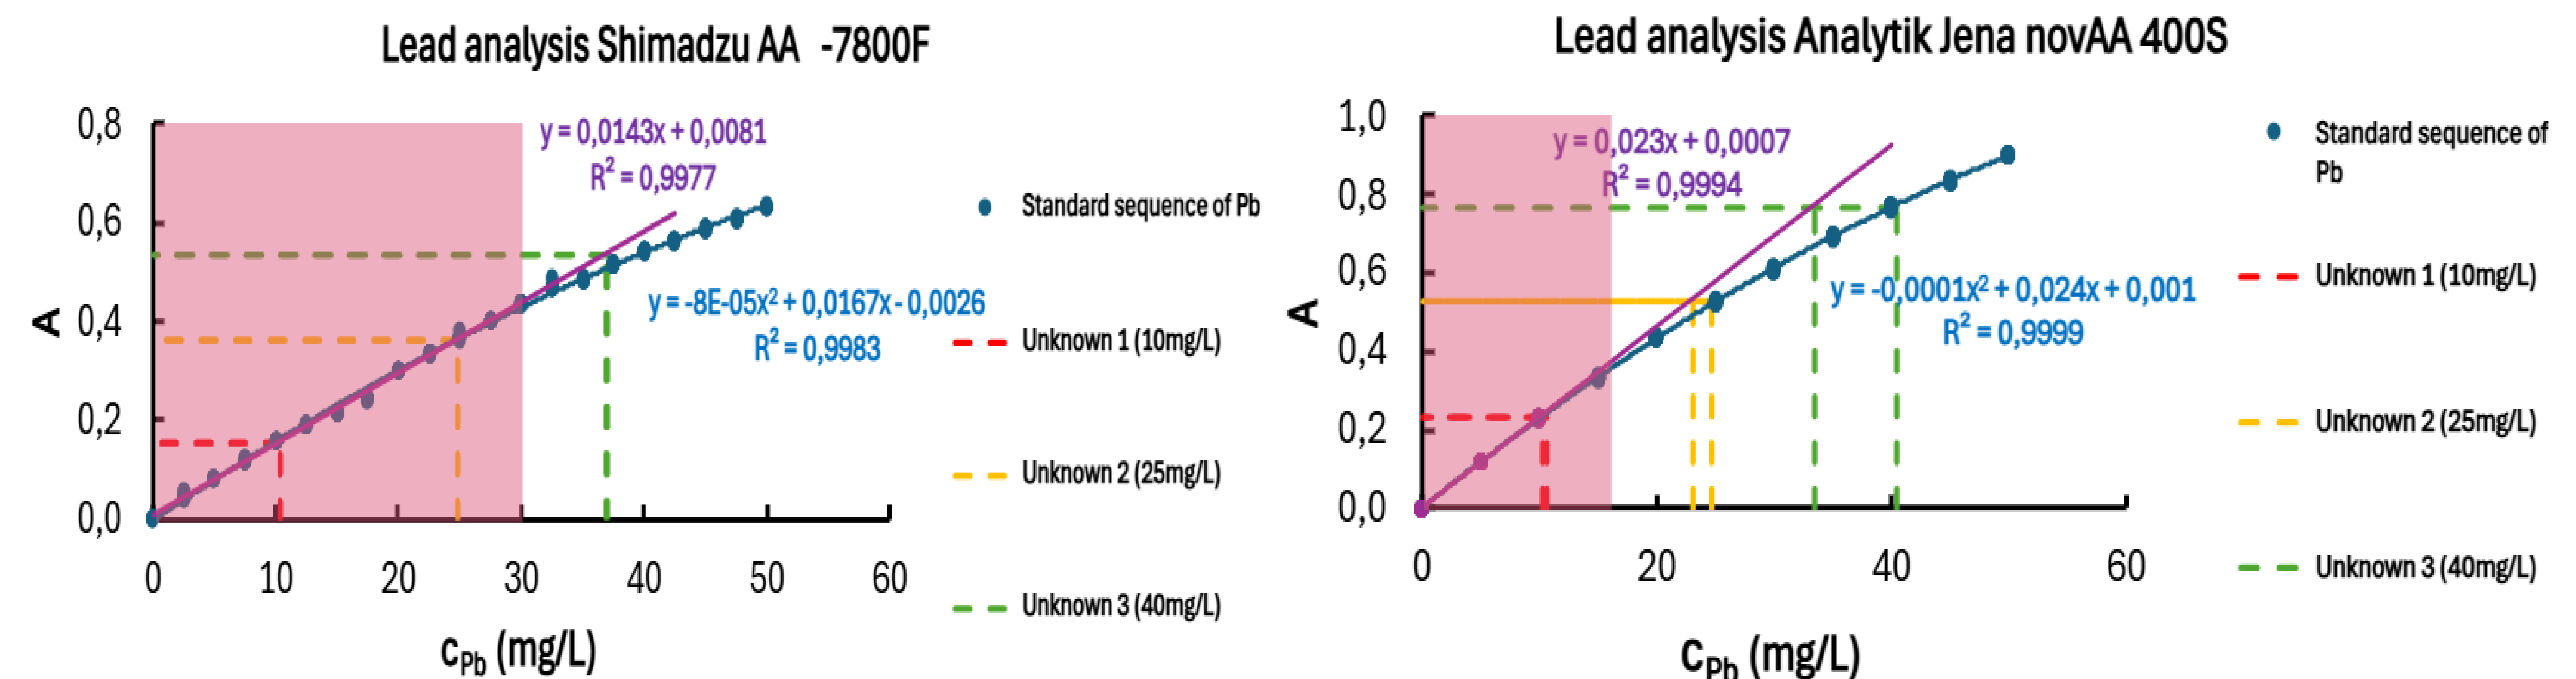 Lead analysis Shimadzu AA -7800F
0,8
0,6
0,4
0,2
0,0
A
0
10
20
30
40
50
60
c_Pb (mg/L)
y = 0,0143x + 0,0081
R² = 0,9977
y = -8E-05x² + 0,0167x - 0,0026
R² = 0,9983
Standard sequence of Pb
Unknown 1 (10mg/L)
Unknown 2 (25mg/L)
Unknown 3 (40mg/L)
Lead analysis Analytik Jena novAA 400S
1,0
0,8
0,6
0,4
0,2
0,0
A
0
20
40
60
c_Pb (mg/L)
y = 0,023x + 0,0007
R² = 0,9994
y = -0,0001x² + 0,024x + 0,001
R² = 0,9999
Standard sequence of
Pb
Unknown 1 (10mg/L)
Unknown 2 (25mg/L)
Unknown 3 (40mg/L)